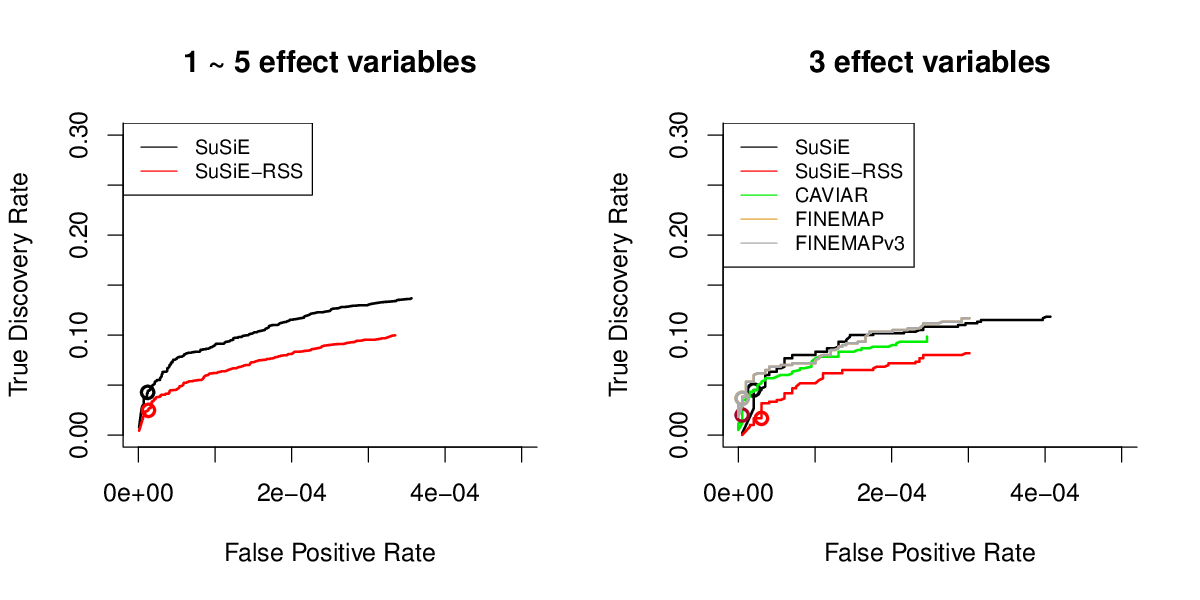 1 ~ 5 effect variables
True Discovery Rate
0.30
0.20
0.10
0.00
SuSiE
SuSiE−RSS
0e+00
2e−04
4e−04
False Positive Rate
3 effect variables
True Discovery Rate
0.30
0.20
0.10
0.00
SuSiE
SuSiE−RSS
CAVIAR
FINEMAP
FINEMAPv3
0e+00
2e−04
4e−04
False Positive Rate